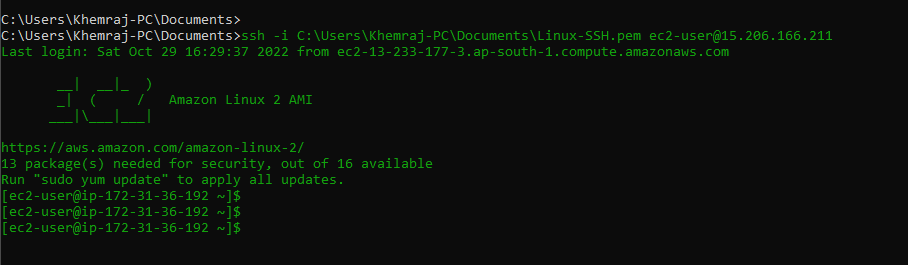 C:\Users\Khemraj-PC\Documents>
C:\Users\Khemraj-PC\Documents>ssh -i C:\Users\Khemraj-PC\Documents\Linux-SSH.pem ec2-user@15.206.166.211
Last login: Sat Oct 29 16:29:37 2022 from ec2-13-233-177-3.ap-south-1.compute.amazonaws.com
       __|  __|_  )
       _|  (     /   Amazon Linux 2 AMI
      ___|\___|___|
https://aws.amazon.com/amazon-linux-2/
13 package(s) needed for security, out of 16 available
Run "sudo yum update" to apply all updates.
[ec2-user@ip-172-31-36-192 ~]$
[ec2-user@ip-172-31-36-192 ~]$
[ec2-user@ip-172-31-36-192 ~]$